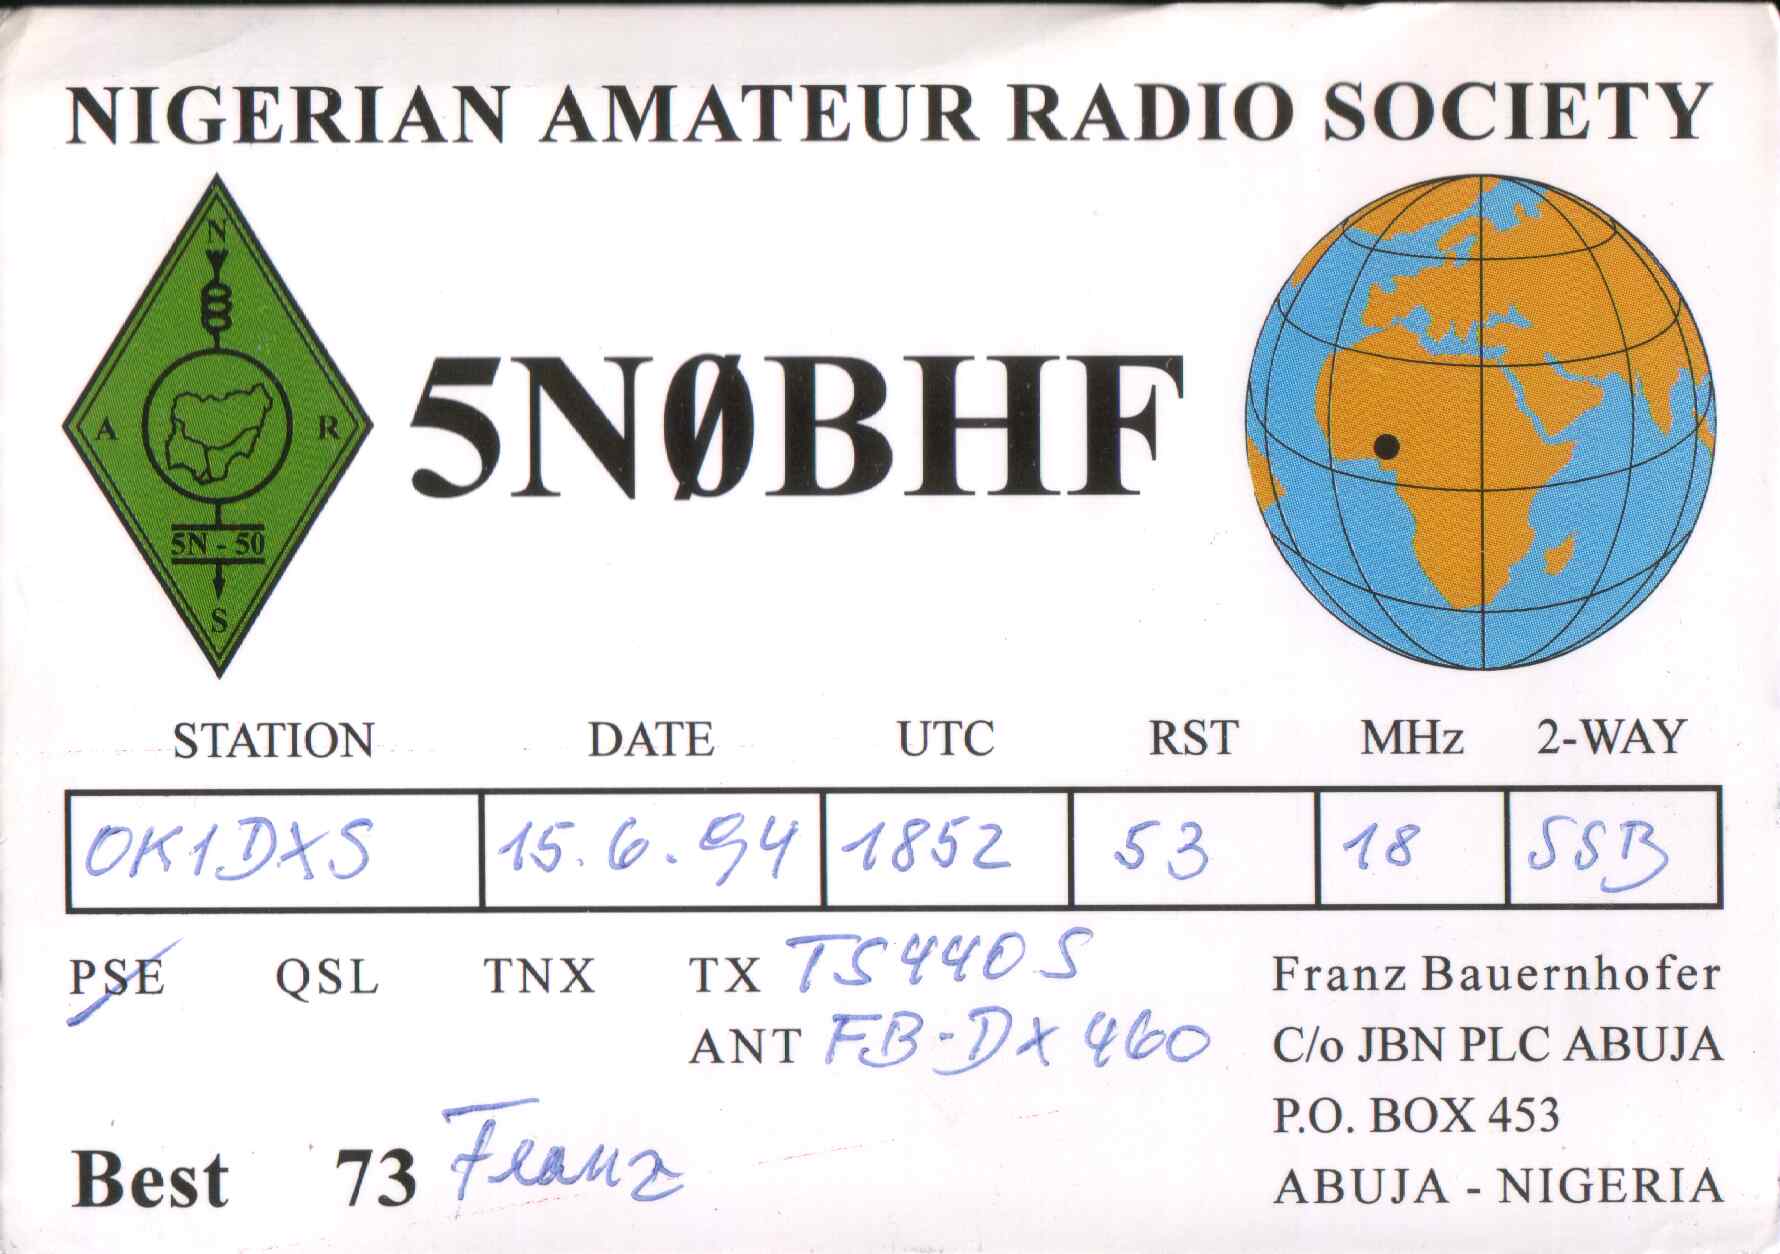 NIGERIAN AMATEUR RADIO SOCIETY
N
A R
5N - 50
S
5NØBHF
STATION DATE UTC RST MHz 2-WAY
OK1DXS 15.6.94 1852 53 18 SSB
PSE QSL TNX TX TS440S
ANT FB-DX460
Franz Bauernhofer
C/o JBN PLC ABUJA
P.O. BOX 453
ABUJA - NIGERIA
Best 73 Franz